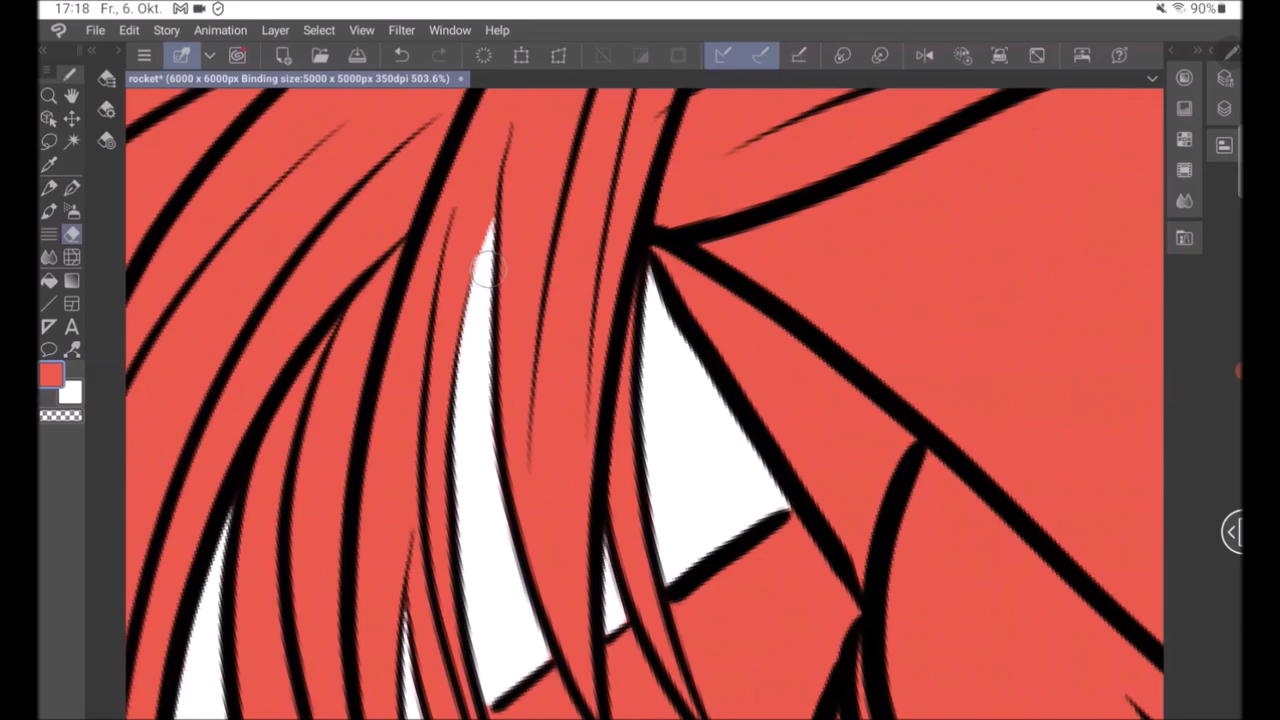 17:18 Fr., 6. Okt. 90%
File Edit Story Animation Layer Select View Filter Window Help
rocket* (6000 x 6000px Binding size:5000 x 5000px 350dpi 503.6%)
A